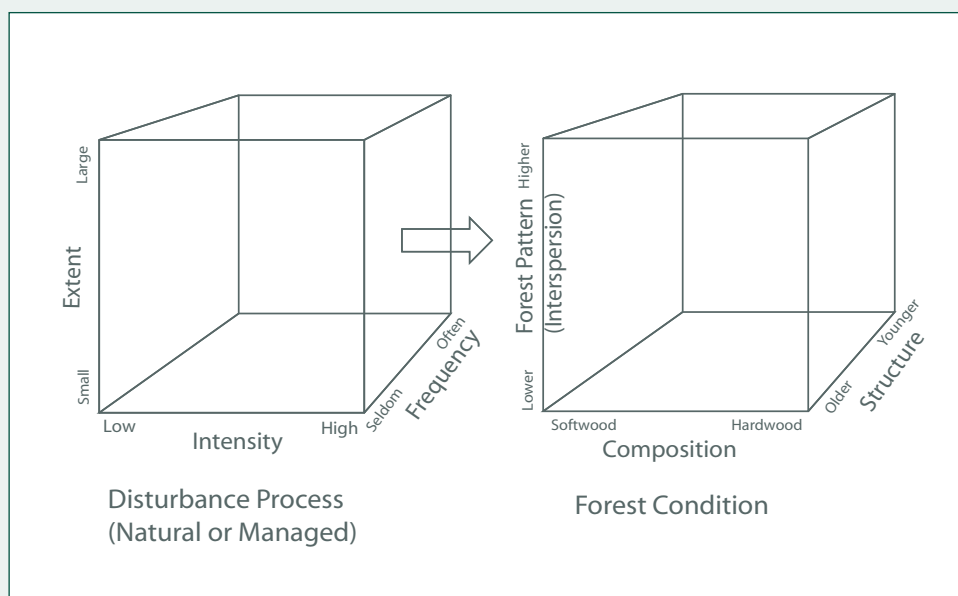 Large
Extent
Small
Low
Intensity
High
Seldom
Frequency
Often
Disturbance Process
(Natural or Managed)
Higher
Forest Pattern
(Interspersion)
Lower
Softwood
Composition
Hardwood
Older
Structure
Younger
Forest Condition